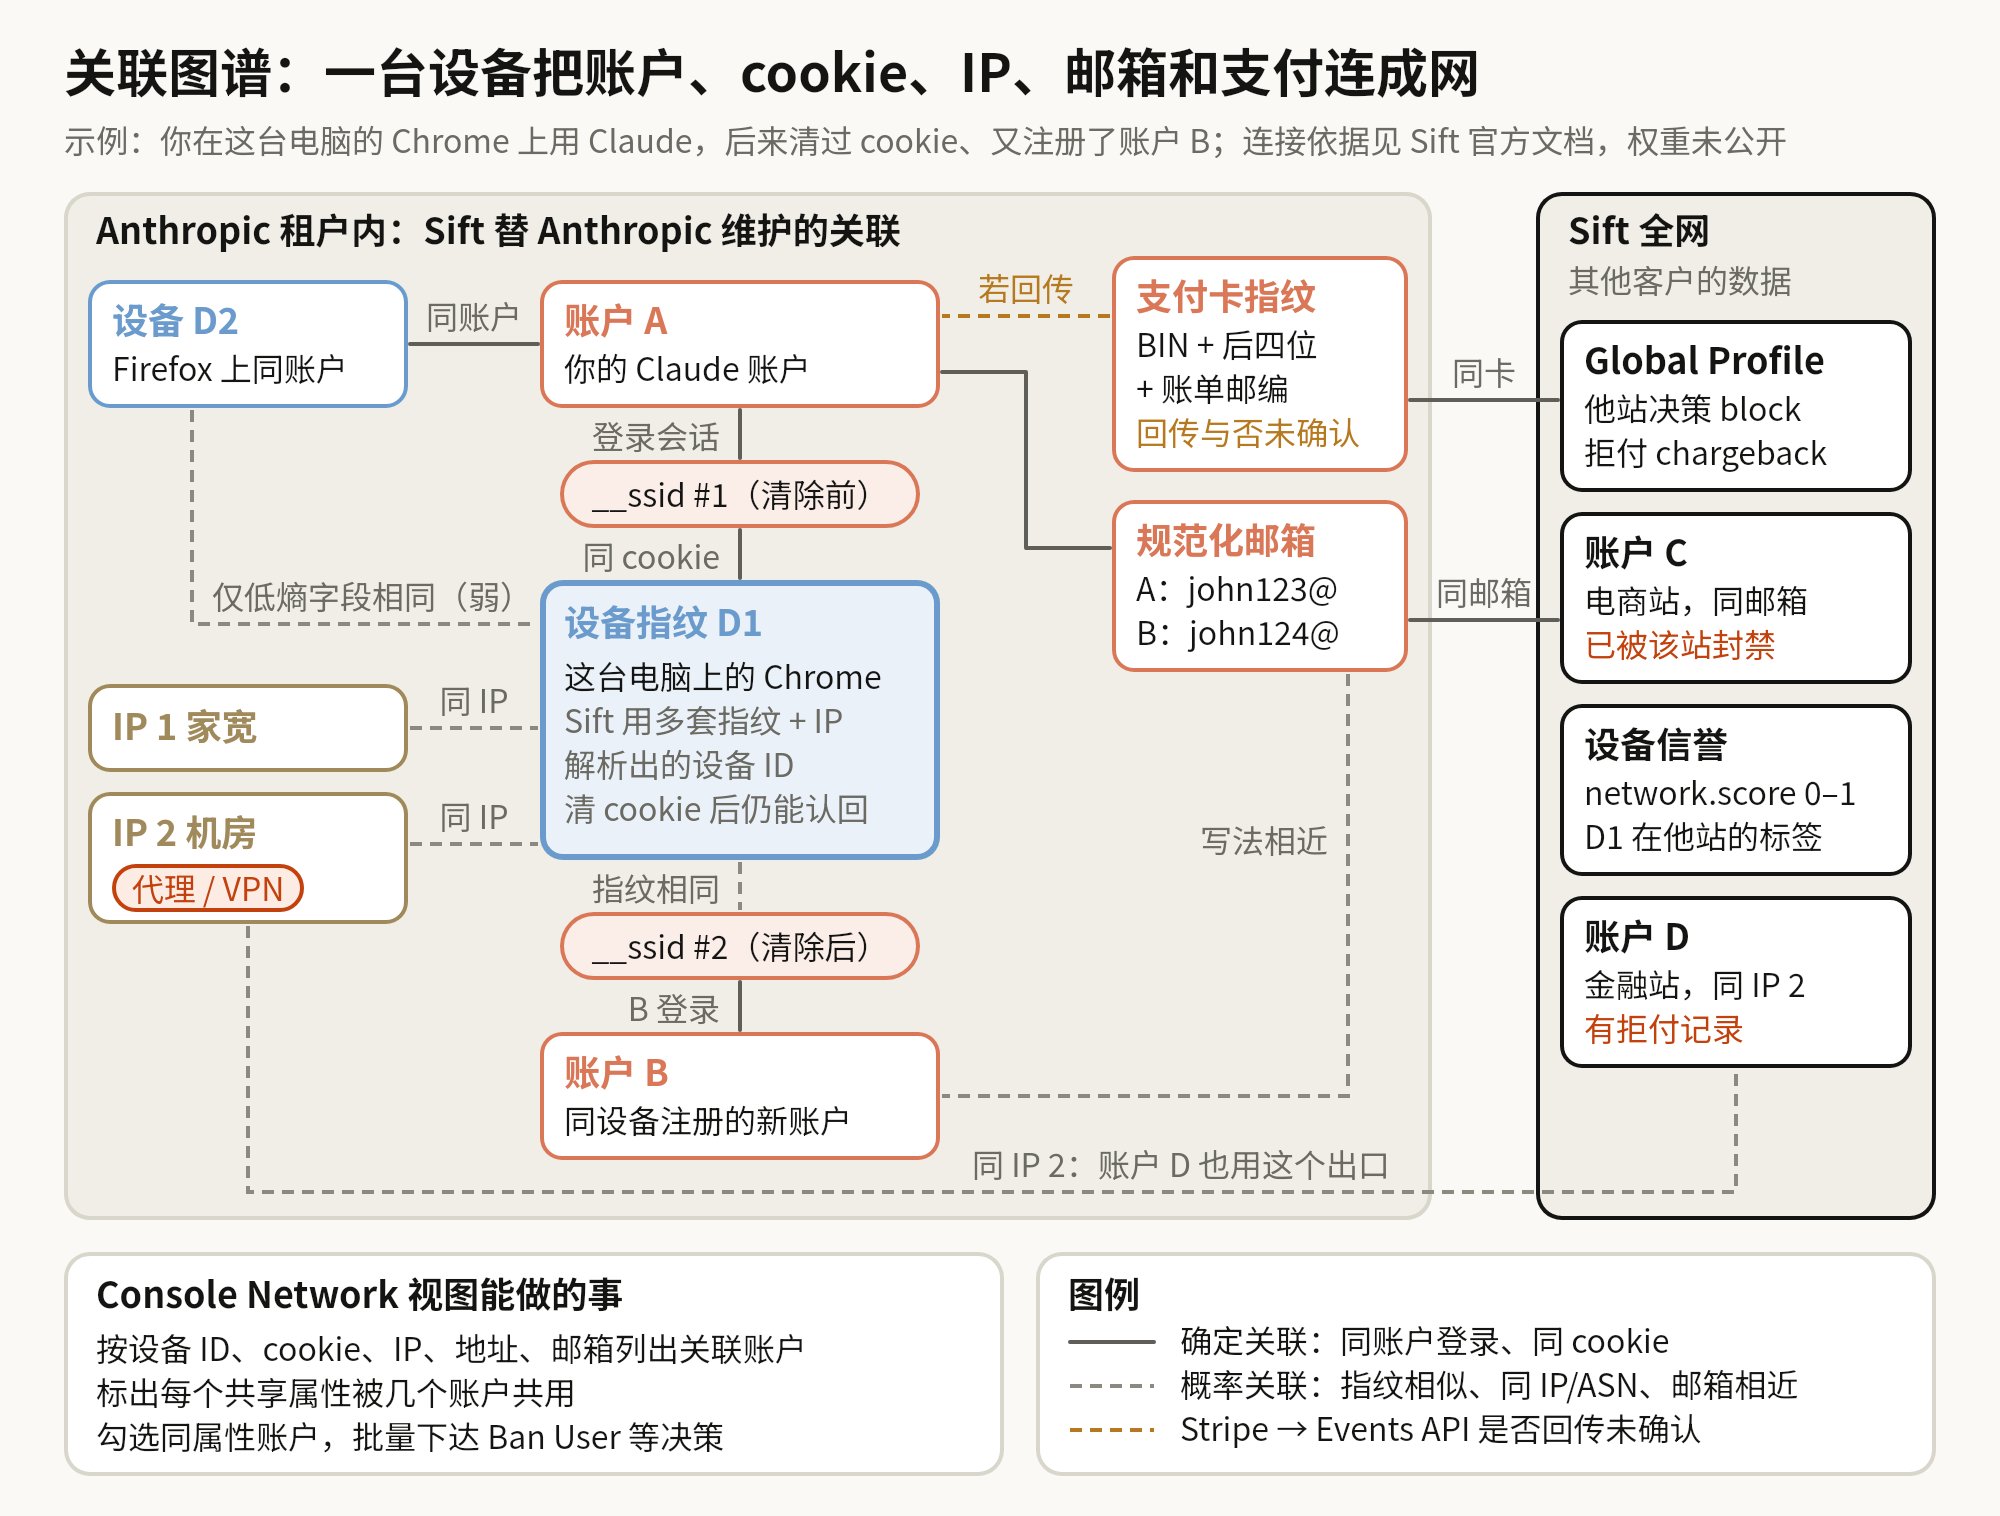 关联图谱：一台设备把账户、cookie、IP、邮箱和支付连成网
示例：你在这台电脑的 Chrome 上用 Claude，后来清过 cookie、又注册了账户 B；连接依据见 Sift 官方文档，权重未公开
Anthropic 租户内：Sift 替 Anthropic 维护的关联
设备 D2
Firefox 上同账户
同账户
账户 A
你的 Claude 账户
若回传
支付卡指纹
BIN + 后四位
+ 账单邮编
回传与否未确认
登录会话
__ssid #1（清除前）
同 cookie
仅低熵字段相同（弱）
设备指纹 D1
这台电脑上的 Chrome
Sift 用多套指纹 + IP
解析出的设备 ID
清 cookie 后仍能认回
规范化邮箱
A：john123@
B：john124@
IP 1 家宽
同 IP
IP 2 机房
代理 / VPN
同 IP
指纹相同
__ssid #2（清除后）
B 登录
账户 B
同设备注册的新账户
写法相近
同 IP 2：账户 D 也用这个出口
同卡
同邮箱
Sift 全网
其他客户的数据
Global Profile
他站决策 block
拒付 chargeback
账户 C
电商站，同邮箱
已被该站封禁
设备信誉
network.score 0–1
D1 在他站的标签
账户 D
金融站，同 IP 2
有拒付记录
Console Network 视图能做的事
按设备 ID、cookie、IP、地址、邮箱列出关联账户
标出每个共享属性被几个账户共用
勾选同属性账户，批量下达 Ban User 等决策
图例
确定关联：同账户登录、同 cookie
概率关联：指纹相似、同 IP/ASN、邮箱相近
Stripe → Events API 是否回传未确认